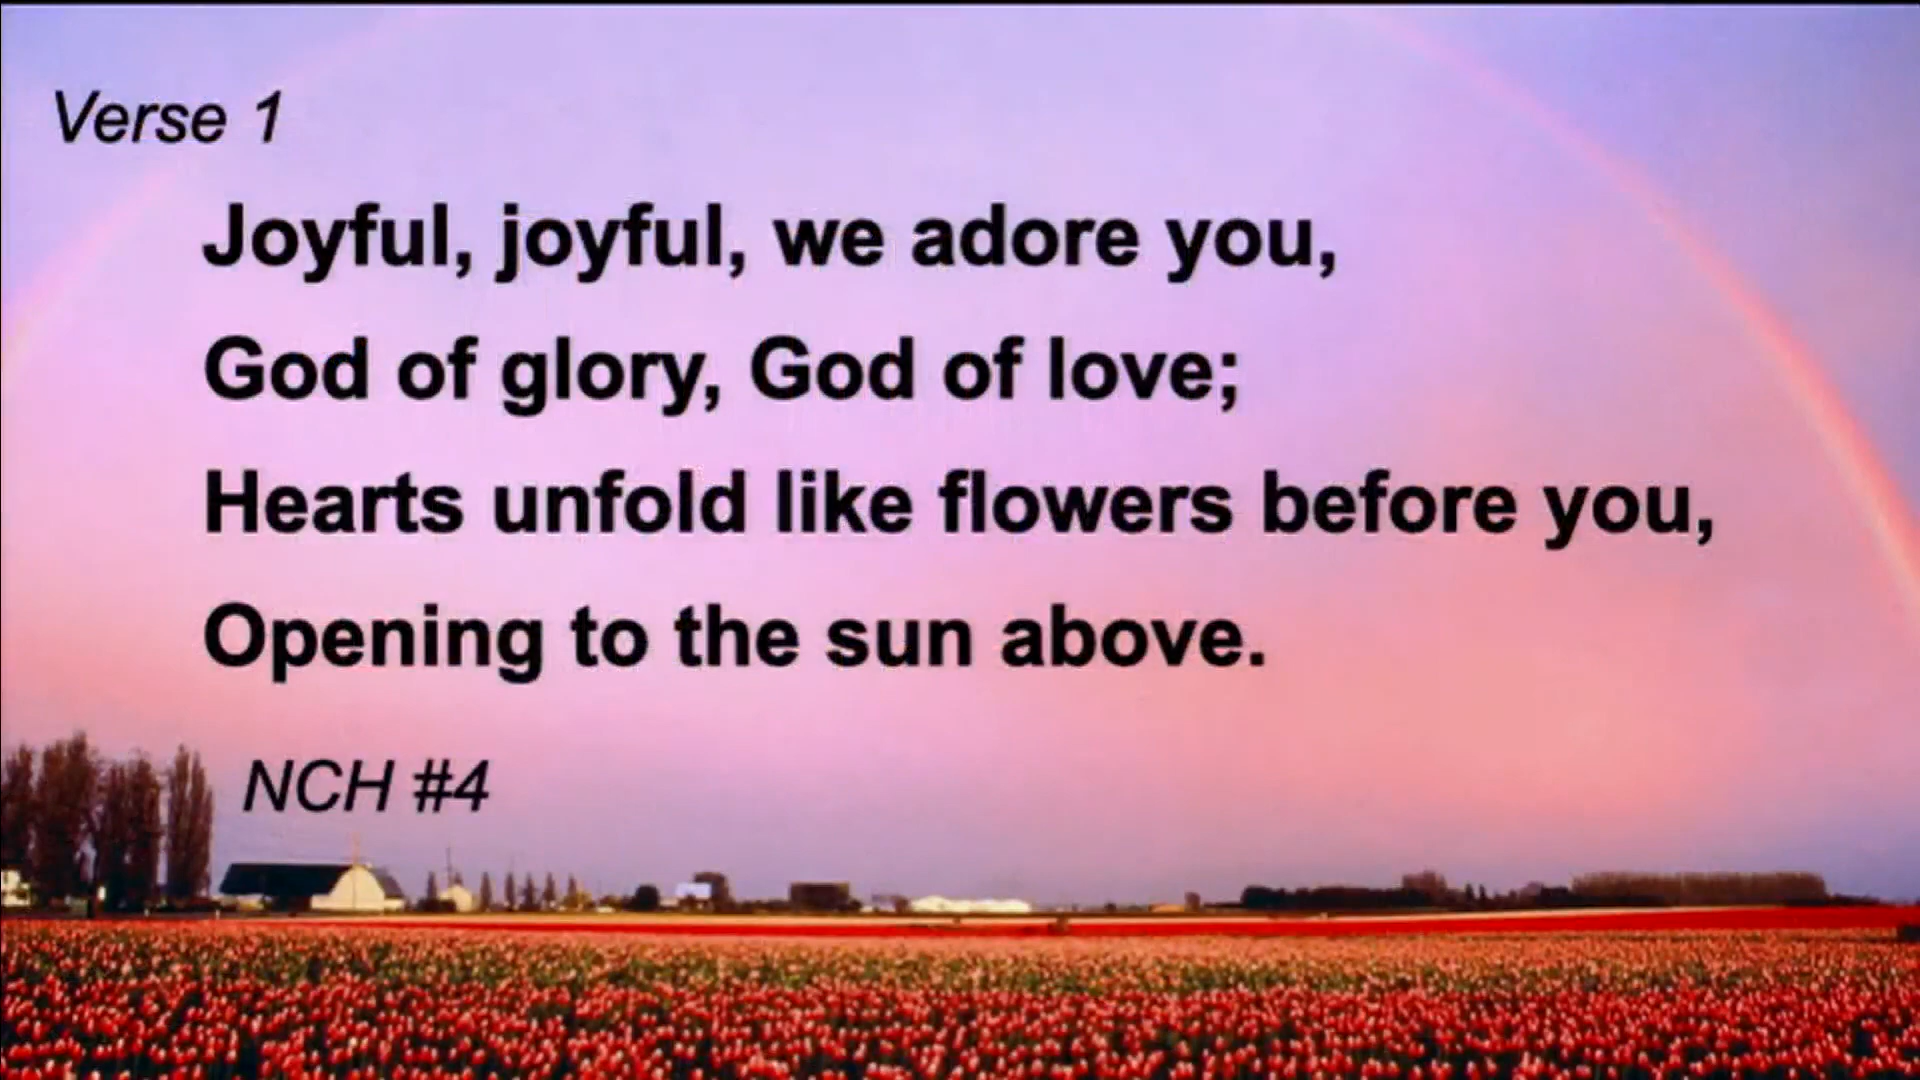 Verse 1
Joyful, joyful, we adore you,
God of glory, God of love;
Hearts unfold like flowers before you,
Opening to the sun above.
NCH #4